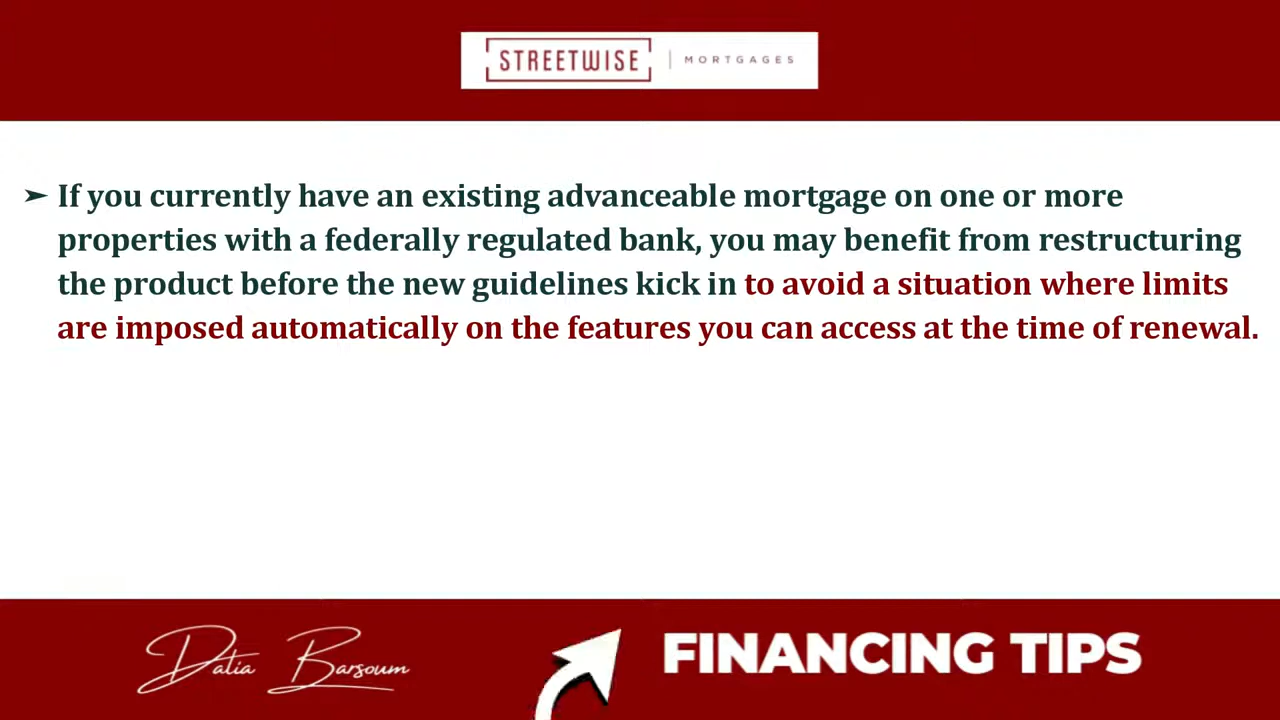 STREETWISE | MORTGAGES
➢ If you currently have an existing advanceable mortgage on one or more
properties with a federally regulated bank, you may benefit from restructuring
the product before the new guidelines kick in to avoid a situation where limits
are imposed automatically on the features you can access at the time of renewal.
Dalia Barsoum
FINANCING TIPS